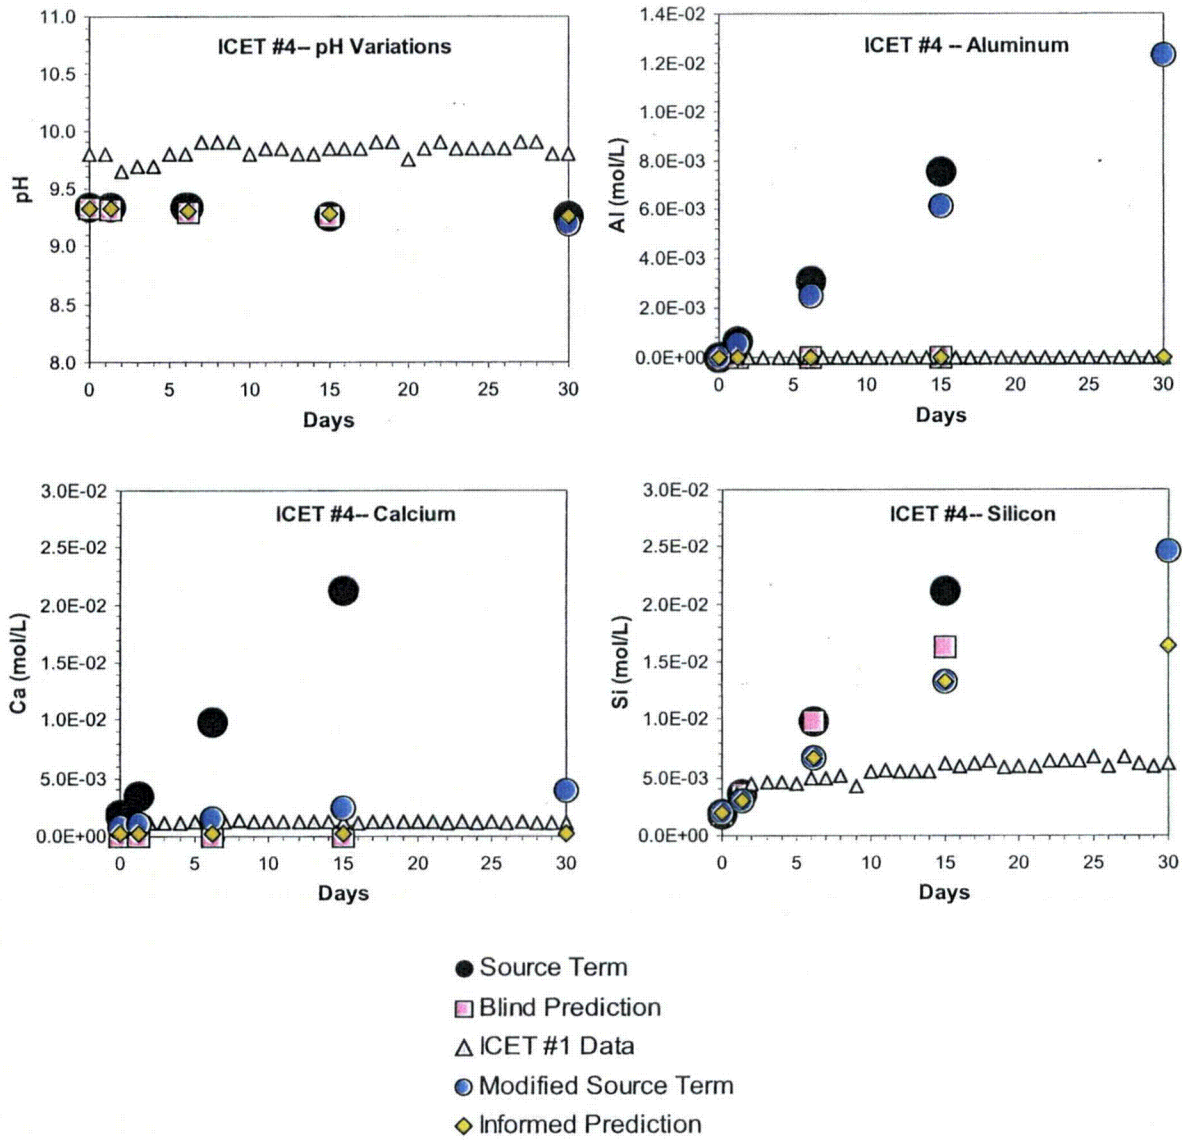 ICET #4-- pH Variations
11.0
10.5
10.0
9.5
9.0
8.5
8.0
pH
0 5 10 15 20 25 30
Days
ICET #4 -- Aluminum
1.4E-02
1.2E-02
1.0E-02
8.0E-03
6.0E-03
4.0E-03
2.0E-03
0.0E+00
Al (mol/L)
0 5 10 15 20 25 30
Days
ICET #4-- Calcium
3.0E-02
2.5E-02
2.0E-02
1.5E-02
1.0E-02
5.0E-03
0.0E+00
Ca (mol/L)
0 5 10 15 20 25 30
Days
ICET #4-- Silicon
3.0E-02
2.5E-02
2.0E-02
1.5E-02
1.0E-02
5.0E-03
0.0E+00
Si (mol/L)
0 5 10 15 20 25 30
Days
Source Term
Blind Prediction
ICET #1 Data
Modified Source Term
Informed Prediction